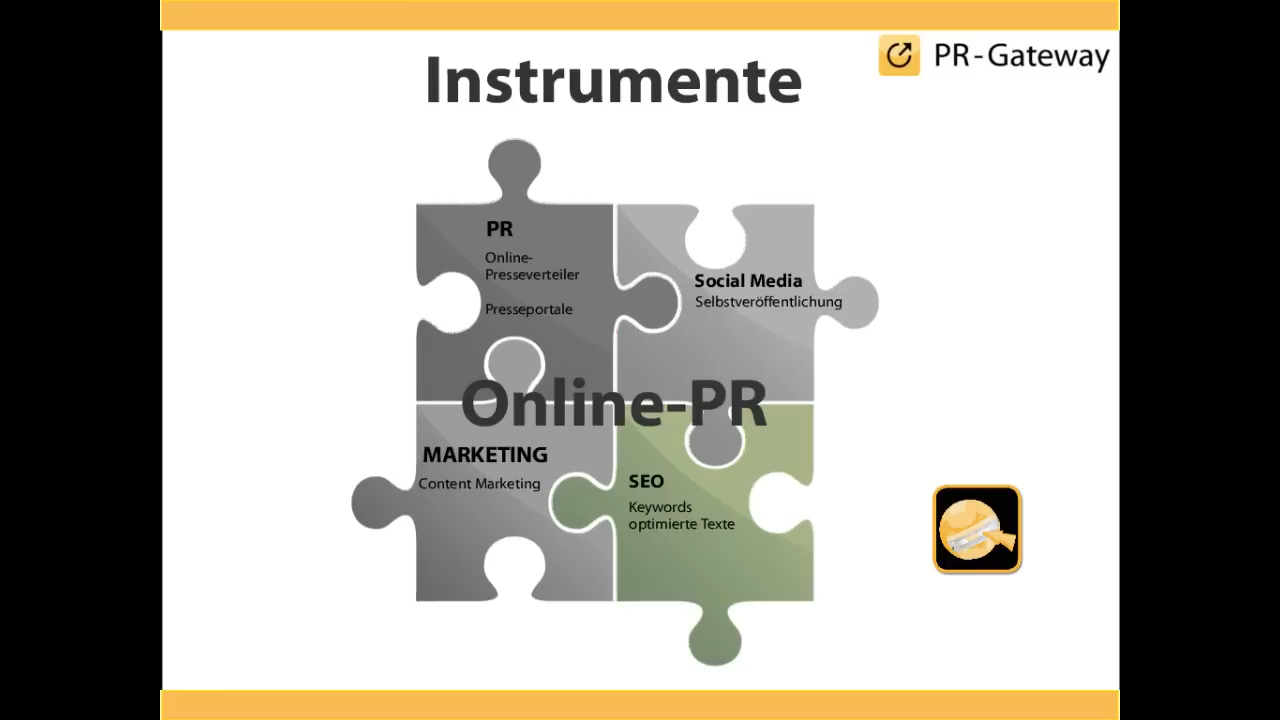 PR-Gateway
Instrumente
PR
Online-
Presseverteiler
Presseportale
Social Media
Selbstveröffentlichung
Online-PR
MARKETING
Content Marketing
SEO
Keywords
optimierte Texte